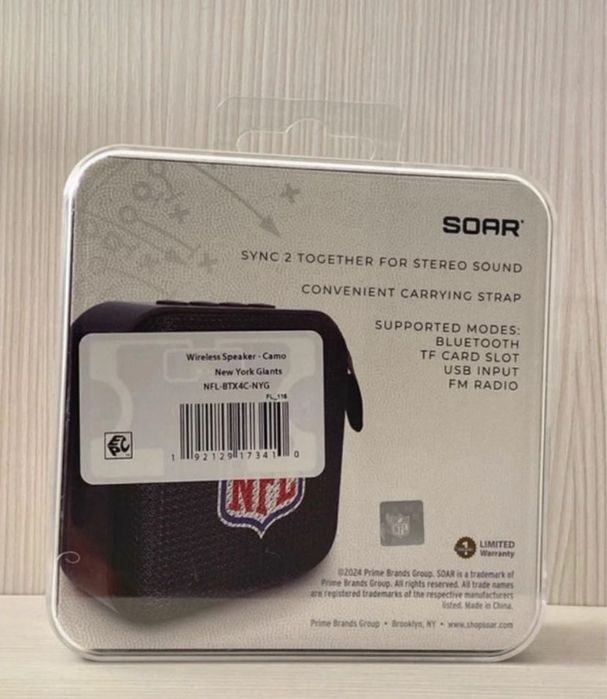 SOAR
SYNC 2 TOGETHER FOR STEREO SOUND
CONVENIENT CARRYING STRAP
SUPPORTED MODES:
BLUETOOTH
TF CARD SLOT
USB INPUT
FM RADIO
Wireless Speaker - Camo
New York Giants
NFL-BTX4C-NYG
FL_116
EPC
1 92129 17341 0
NFL
NFL
1
LIMITED
Warranty
©2024 Prime Brands Group. SOAR is a trademark of
Prime Brands Group. All rights reserved. All trade names
are registered trademarks of the respective manufacturers
listed. Made in China.
Prime Brands Group • Brooklyn, NY • www.shopsoar.com